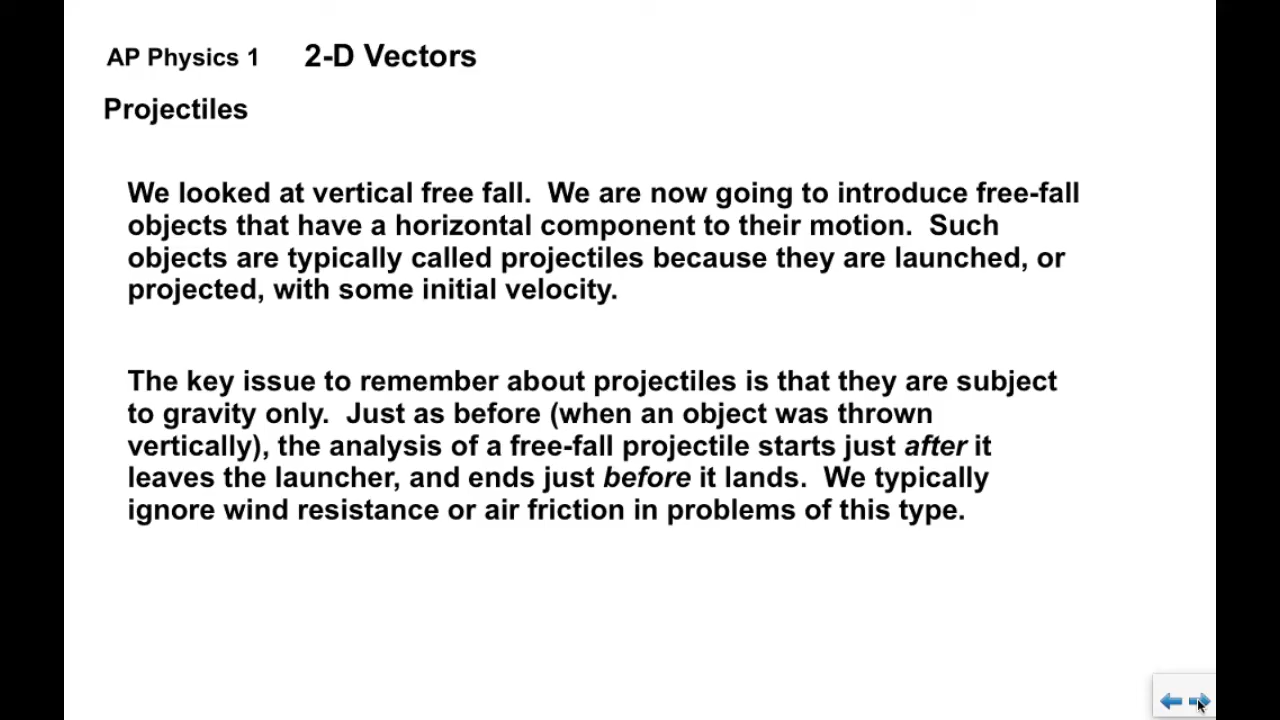 AP Physics 1 2-D Vectors
Projectiles
We looked at vertical free fall. We are now going to introduce free-fall
objects that have a horizontal component to their motion. Such
objects are typically called projectiles because they are launched, or
projected, with some initial velocity.
The key issue to remember about projectiles is that they are subject
to gravity only. Just as before (when an object was thrown
vertically), the analysis of a free-fall projectile starts just after it
leaves the launcher, and ends just before it lands. We typically
ignore wind resistance or air friction in problems of this type.